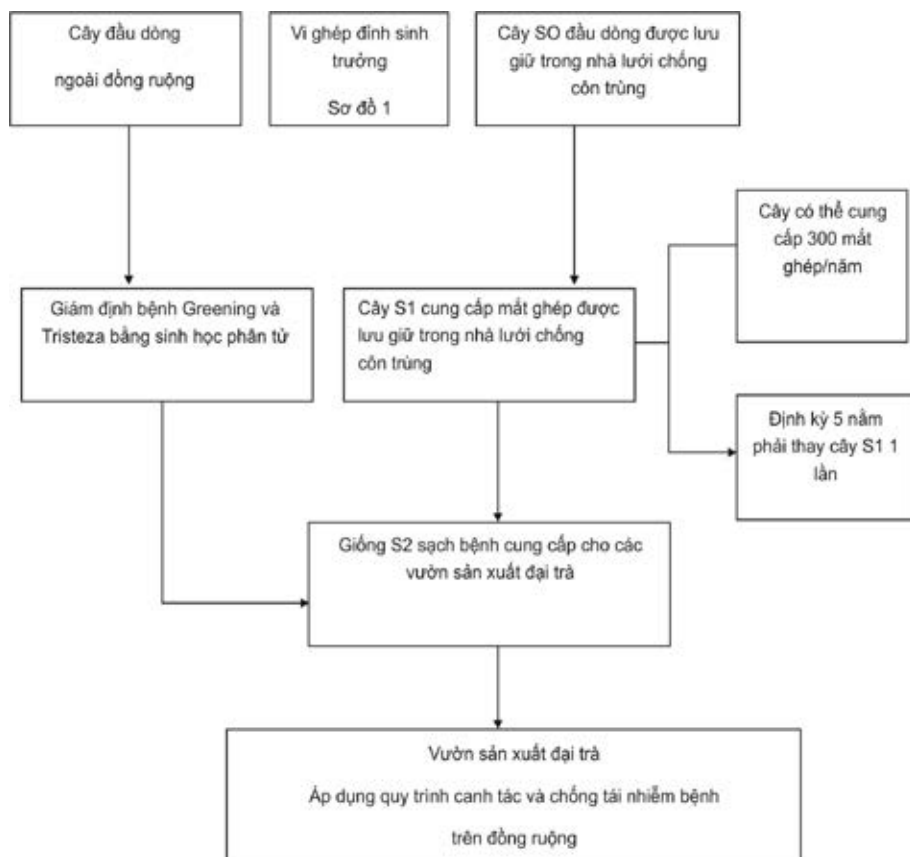 Cây đầu dòng
ngoài đồng ruộng
Vi ghép đỉnh sinh
trưởng
Sơ đồ 1
Cây SO đầu dòng được lưu
giữ trong nhà lưới chống
côn trùng
Cây có thể cung
cấp 300 mắt
ghép/năm
Giám định bệnh Greening và
Tristeza bằng sinh học phân tử
Cây S1 cung cấp mắt ghép được
lưu giữ trong nhà lưới chống
côn trùng
Định kỳ 5 nằm
phải thay cây S1 1
lần
Giống S2 sạch bệnh cung cấp cho các
vườn sản xuất đại trà
Vườn sản xuất đại trà
Áp dụng quy trình canh tác và chống tái nhiễm bệnh
trên đồng ruộng